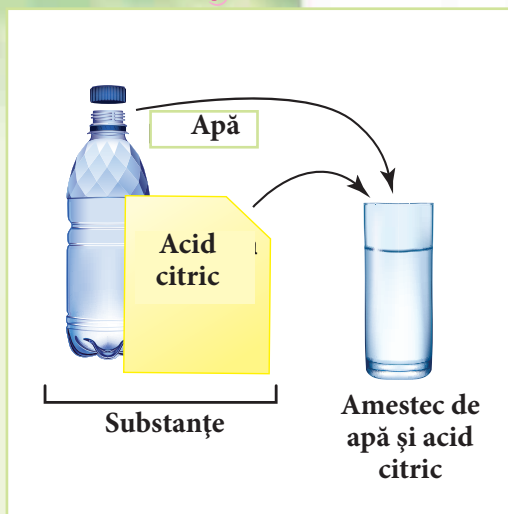 Apă
Acid
citric
Substanţe
Amestec de
apă şi acid
citric